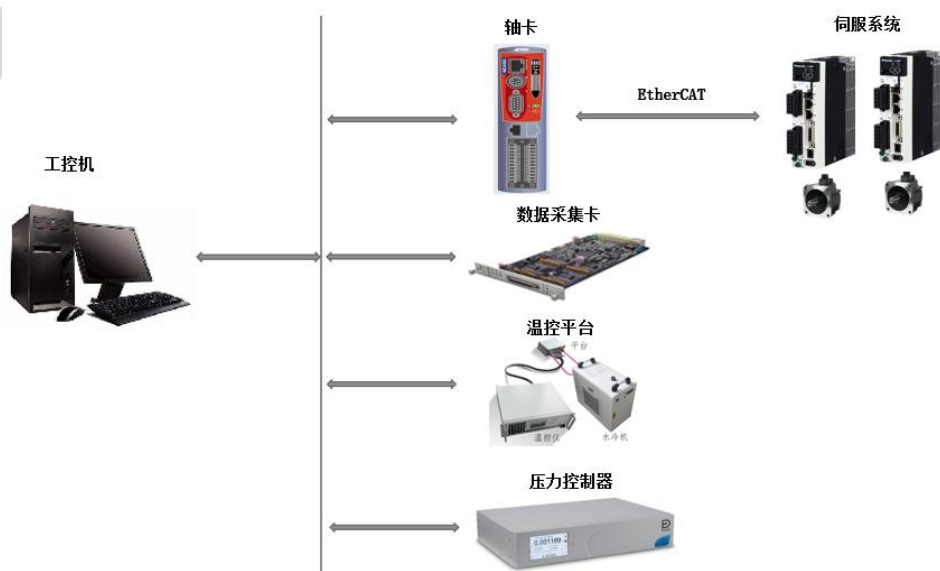 轴卡
伺服系统
EtherCAT
工控机
数据采集卡
温控平台
平台
温控仪
水冷机
压力控制器
0.001189